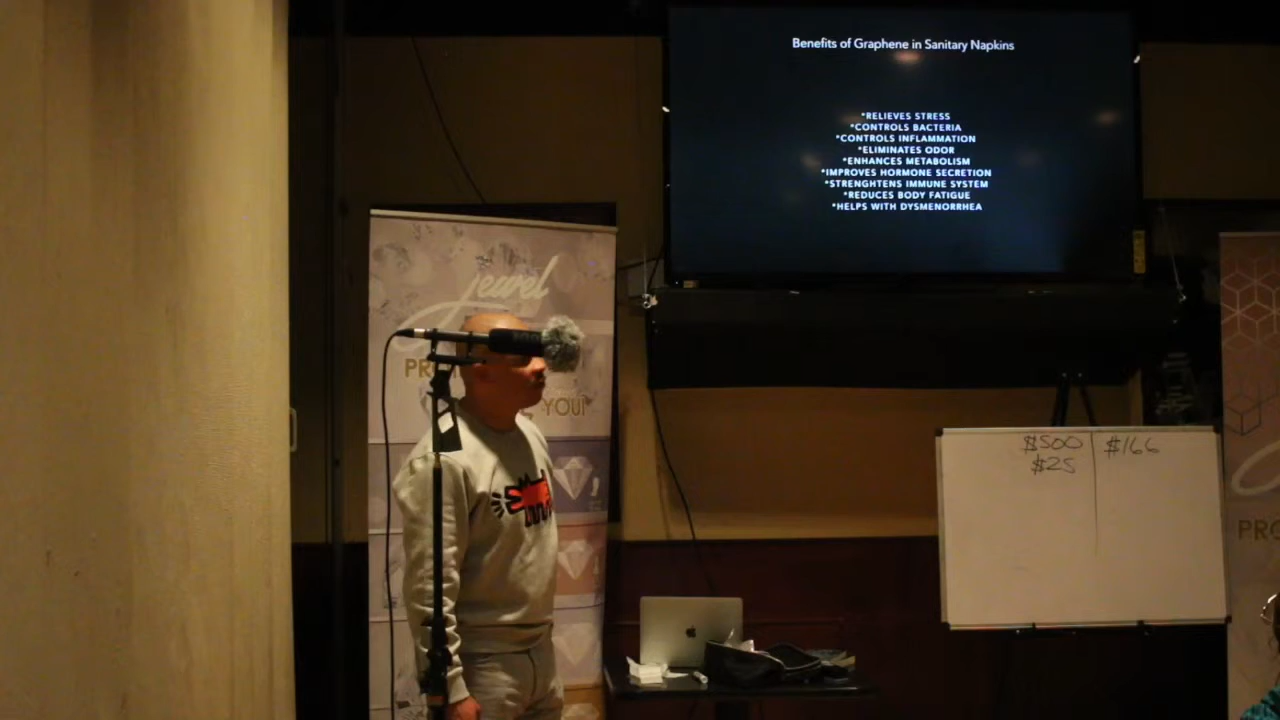 Benefits of Graphene in Sanitary Napkins
*RELIEVES STRESS
*CONTROLS BACTERIA
*CONTROLS INFLAMMATION
*ELIMINATES ODOR
*ENHANCES METABOLISM
*IMPROVES HORMONE SECRETION
*STRENGHTENS IMMUNE SYSTEM
*REDUCES BODY FATIGUE
*HELPS WITH DYSMENORRHEA
jewel
PRO
YOU!
$500 $166
$25
PRO